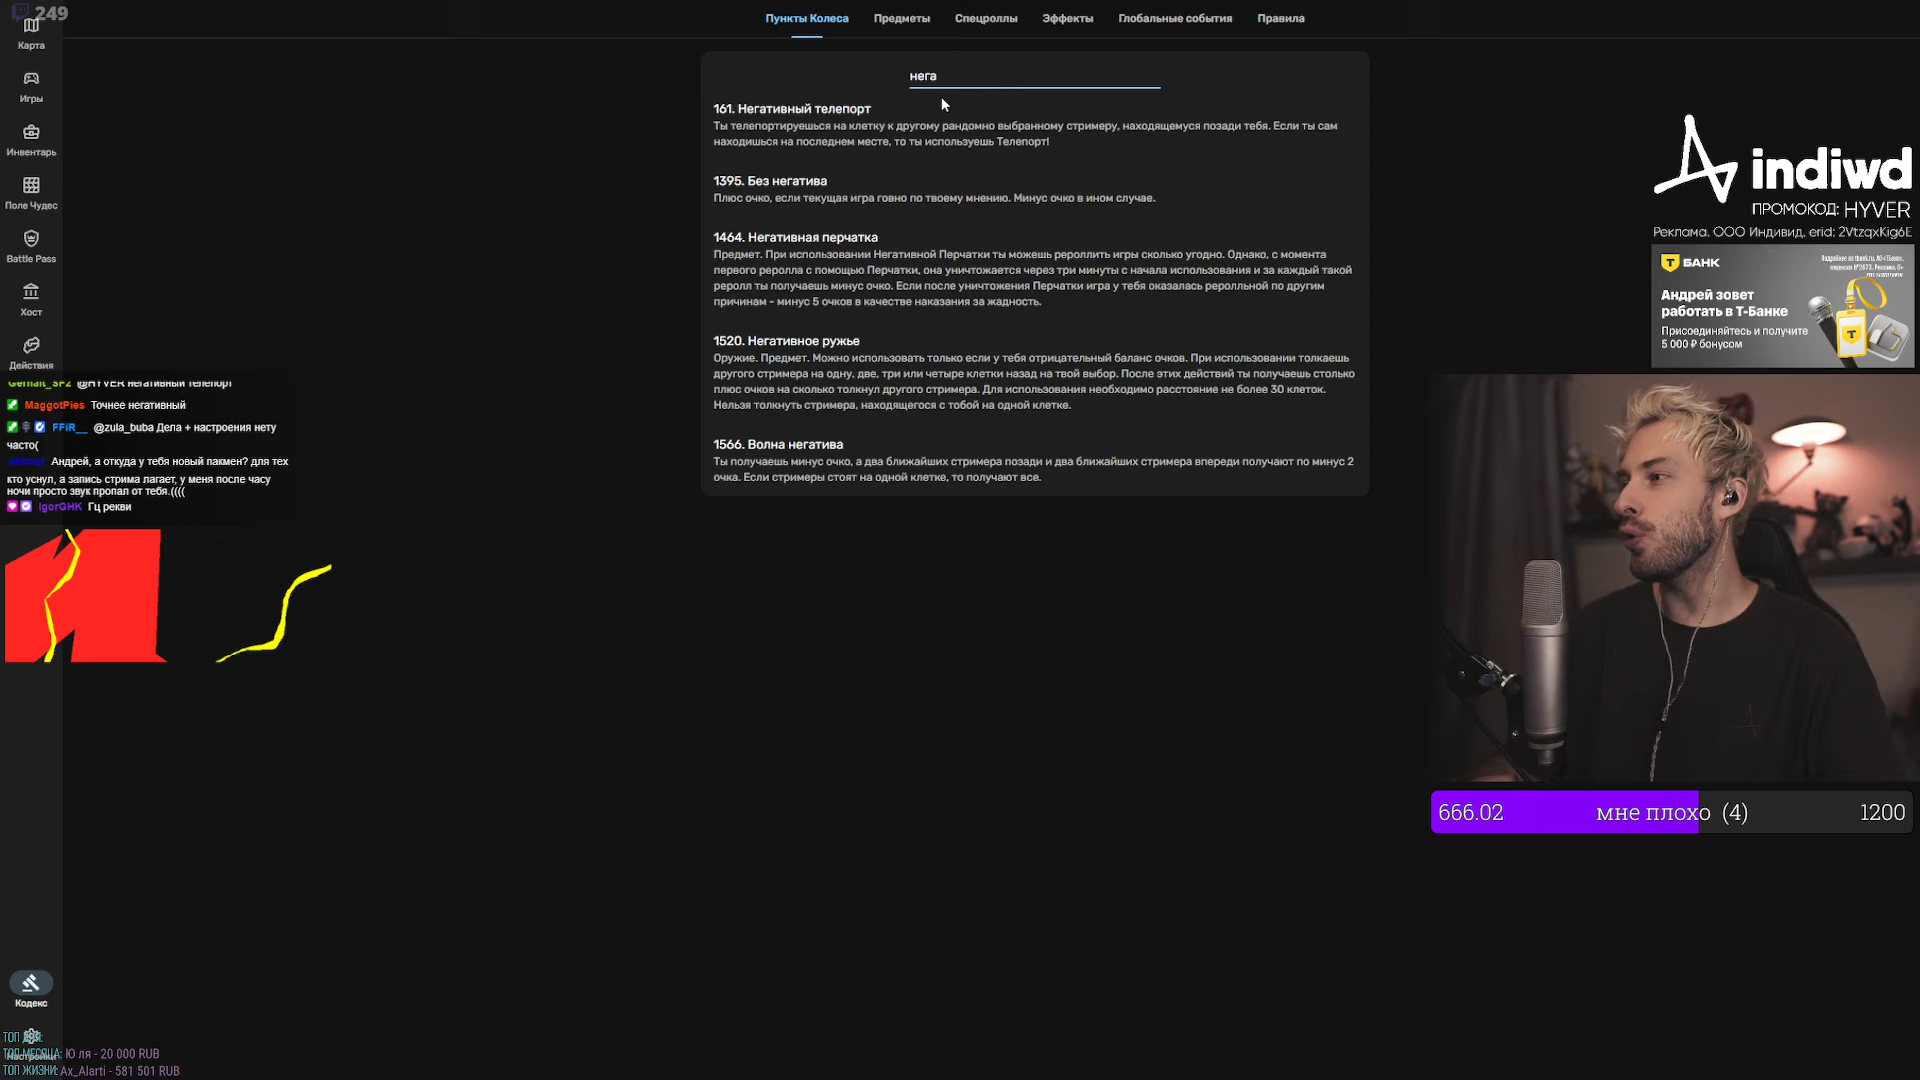 249
Карта
Игры
Инвентарь
Поле Чудес
Battle Pass
Хост
Действия
Пункты Колеса
Предметы
Спецроллы
Эффекты
Глобальные события
Правила
нега
161. Негативный телепорт
Ты телепортируешься на клетку к другому рандомно выбранному стримеру, находящемуся позади тебя. Если ты сам
находишься на последнем месте, то ты используешь Телепорт!
1395. Без негатива
Плюс очко, если текущая игра говно по твоему мнению. Минус очко в ином случае.
1464. Негативная перчатка
Предмет. При использовании Негативной Перчатки ты можешь рероллить игры сколько угодно. Однако, с момента
первого реролла с помощью Перчатки, она уничтожается через три минуты с начала использования и за каждый такой
реролл ты получаешь минус очко. Если после уничтожения Перчатки игра у тебя оказалась рерольной по другим
причинам - минус 5 очков в качестве наказания за жадность.
1520. Негативное ружье
Оружие. Предмет. Можно использовать только если у тебя отрицательный баланс очков. При использовании толкаешь
другого стримера на одну, две, три или четыре клетки назад на твой выбор. После этих действий ты получаешь столько
плюс очков на сколько толкнул другого стримера. Для использования необходимо расстояние не более 30 клеток.
Нельзя толкнуть стримера, находящегося с тобой на одной клетке.
1566. Волна негатива
Ты получаешь минус очко, а два ближайших стримера позади и два ближайших стримера впереди получают по минус 2
очка. Если стримеры стоят на одной клетке, то получают все.
@HYVER негативный телепорт
MaggotPies Точнее негативный
FFiR__ @zula_buba Депа + настроения нету
часто(
Андрей, а откуда у тебя новый пакмен? для тех
кто уснул, а запись стрима лагает, у меня после часу
ночи просто звук пропал от тебя.((((
IgorGHK Гц рекви
indiwd
ПРОМОКОД: HYVER
Реклама. ООО Индивид. erid: 2VtzqxKig6E
Т БАНК
Андрей зовет
работать в Т-Банке
Присоединяйтесь и получите
5 000 ₽ бонусом
666.02
мне плохо (4)
1200
Кодекс
Настройки
ТОП ДНЯ:
ТОП МЕСЯЦА: Ю ля - 20 000 RUB
ТОП ЖИЗНИ: Ax_Alarti - 581 501 RUB